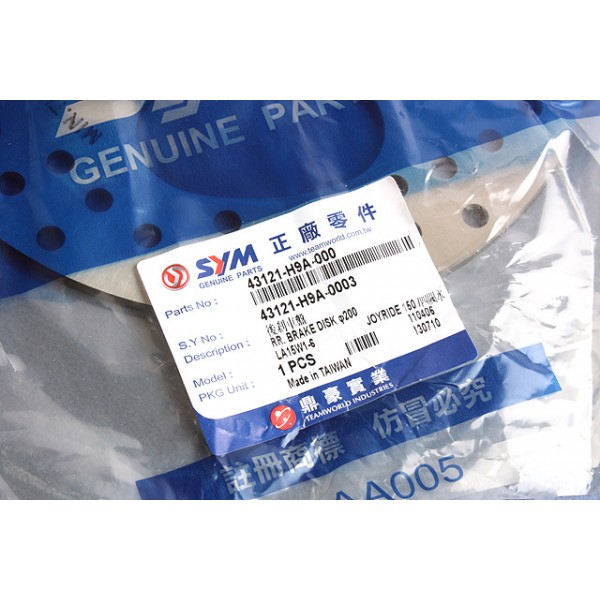 GENUINE PARTS
SYM 正廠零件
GENUINE PARTS www.teamworld.com.tw
Parts No : 43121-H9A-000
S.Y No : 43121-H9A-0003
Description : 後剎車盤
RR. BRAKE DISK φ200 JOYRIDE 150
Model : LA15W1-6 110406
PKG Unit : 1 PCS 130710
Made in TAIWAN
鼎豪實業
TEAMWORLD INDUSTRIES
註冊商標 仿冒必究
AA005